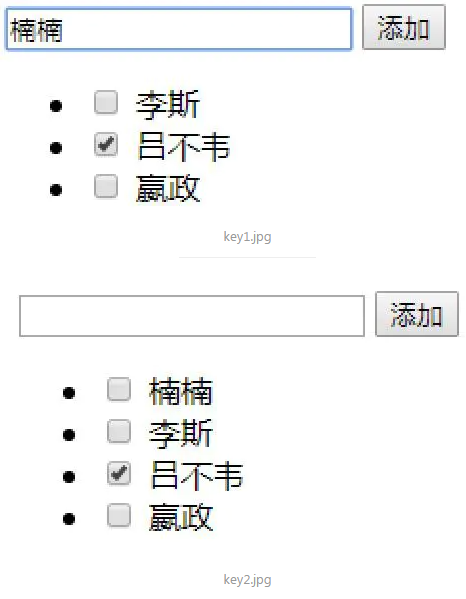 楠楠 添加
李斯
吕不韦
嬴政
key1.jpg
添加
楠楠
李斯
吕不韦
嬴政
key2.jpg